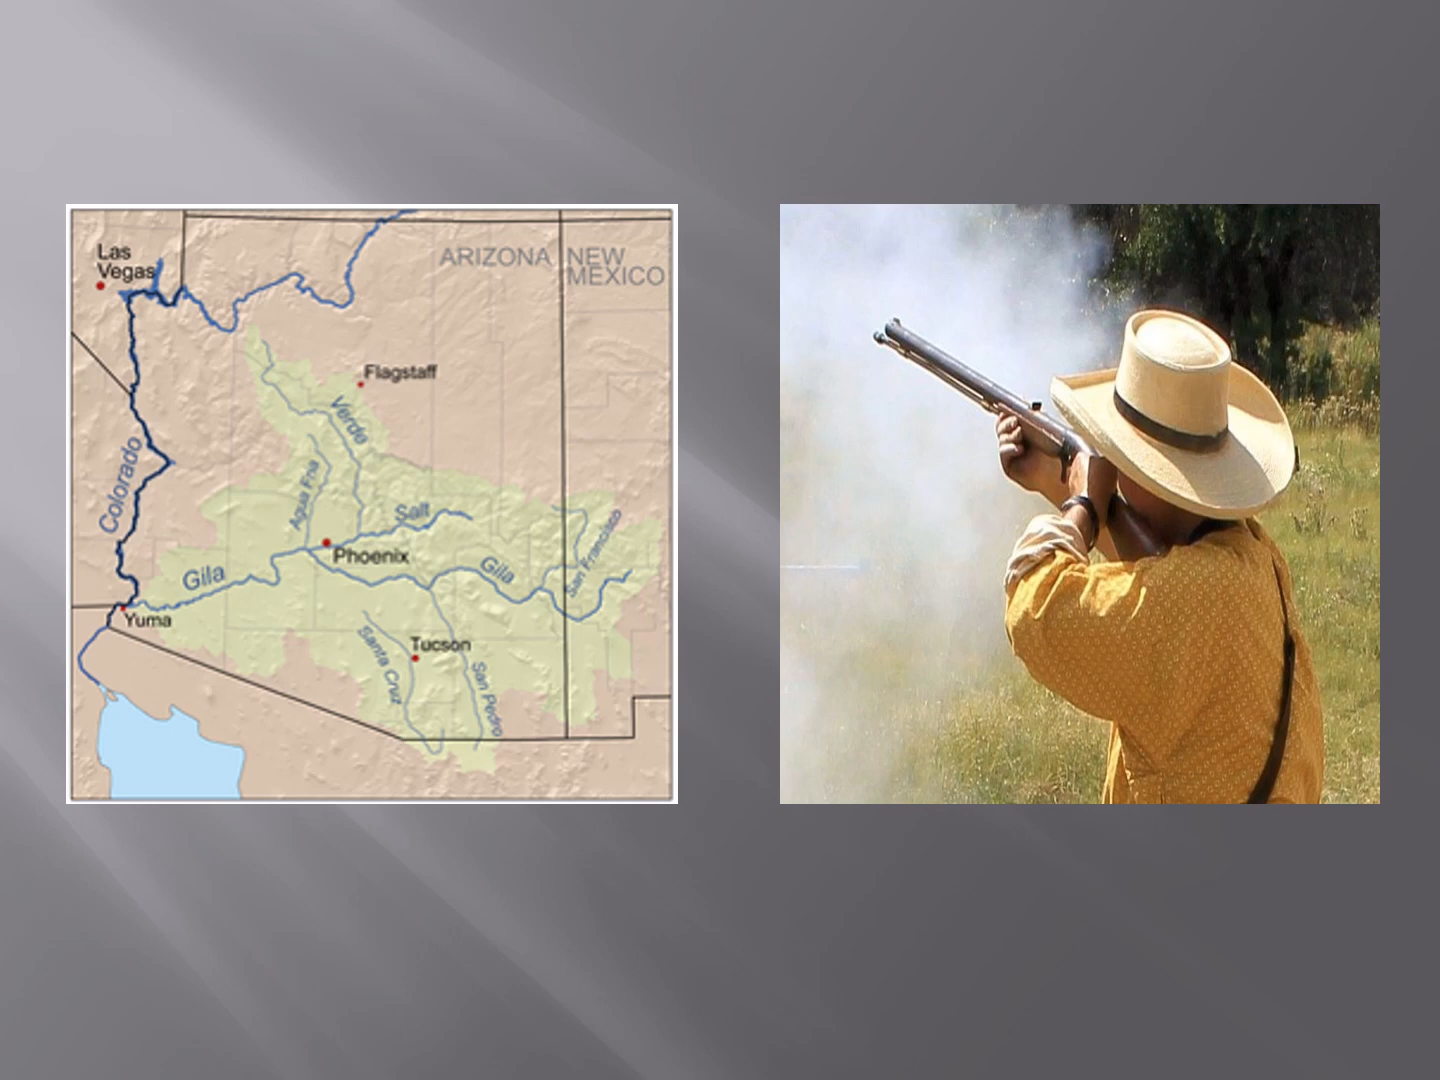 Las
Vegas
ARIZONA
NEW
MEXICO
Flagstaff
Verde
Colorado
Agua Fria
Salt
Phoenix
Gila
Gila
San Francisco
Yuma
Santa Cruz
Tucson
San Pedro